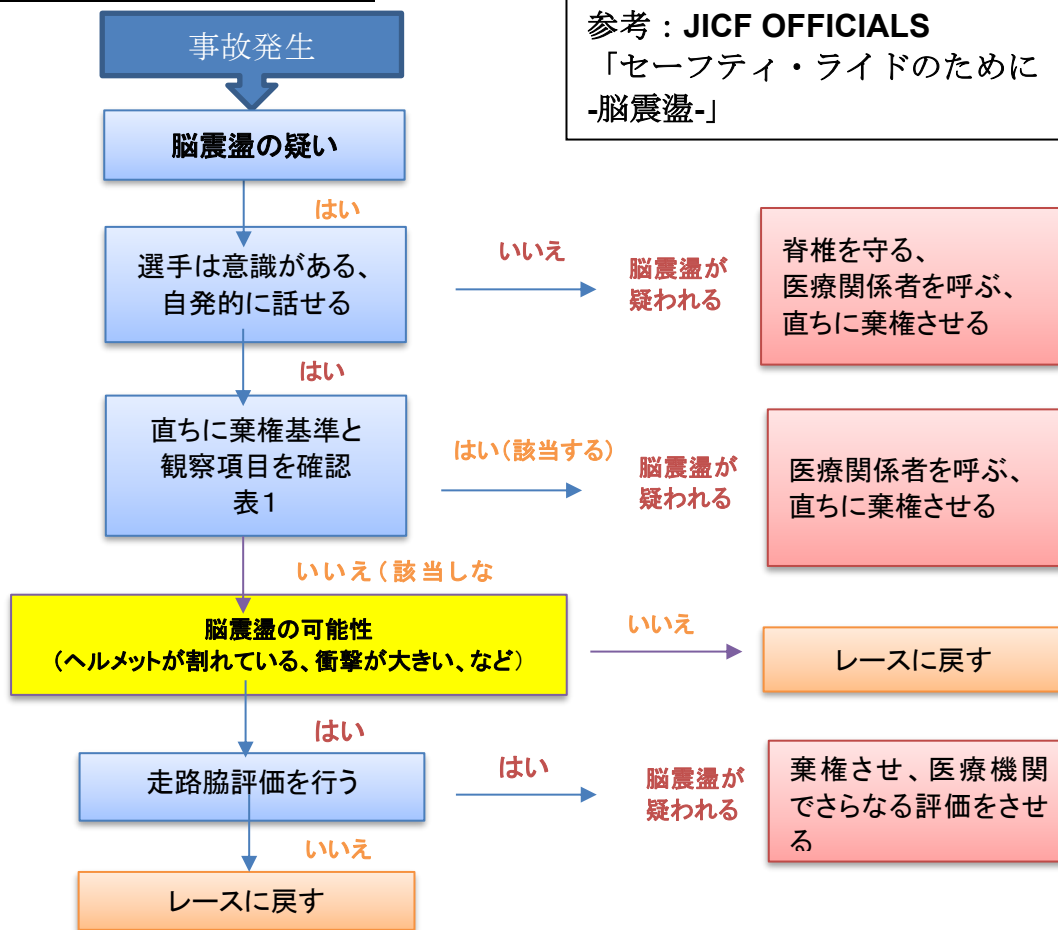 事故発生
参考：JICF OFFICIALS
「セーフティ・ライドのために
-脳震盪-」
脳震盪の疑い
はい
選手は意識がある、
自発的に話せる
いいえ
脳震盪が
疑われる
脊椎を守る、
医療関係者を呼ぶ、
直ちに棄権させる
はい
直ちに棄権基準と
観察項目を確認
表１
はい（該当する）
脳震盪が
疑われる
医療関係者を呼ぶ、
直ちに棄権させる
いいえ（該当しな
脳震盪の可能性
（ヘルメットが割れている、衝撃が大きい、など）
いいえ
レースに戻す
はい
走路脇評価を行う
はい
脳震盪が
疑われる
棄権させ、医療機関
でさらなる評価をさせ
る
いいえ
レースに戻す